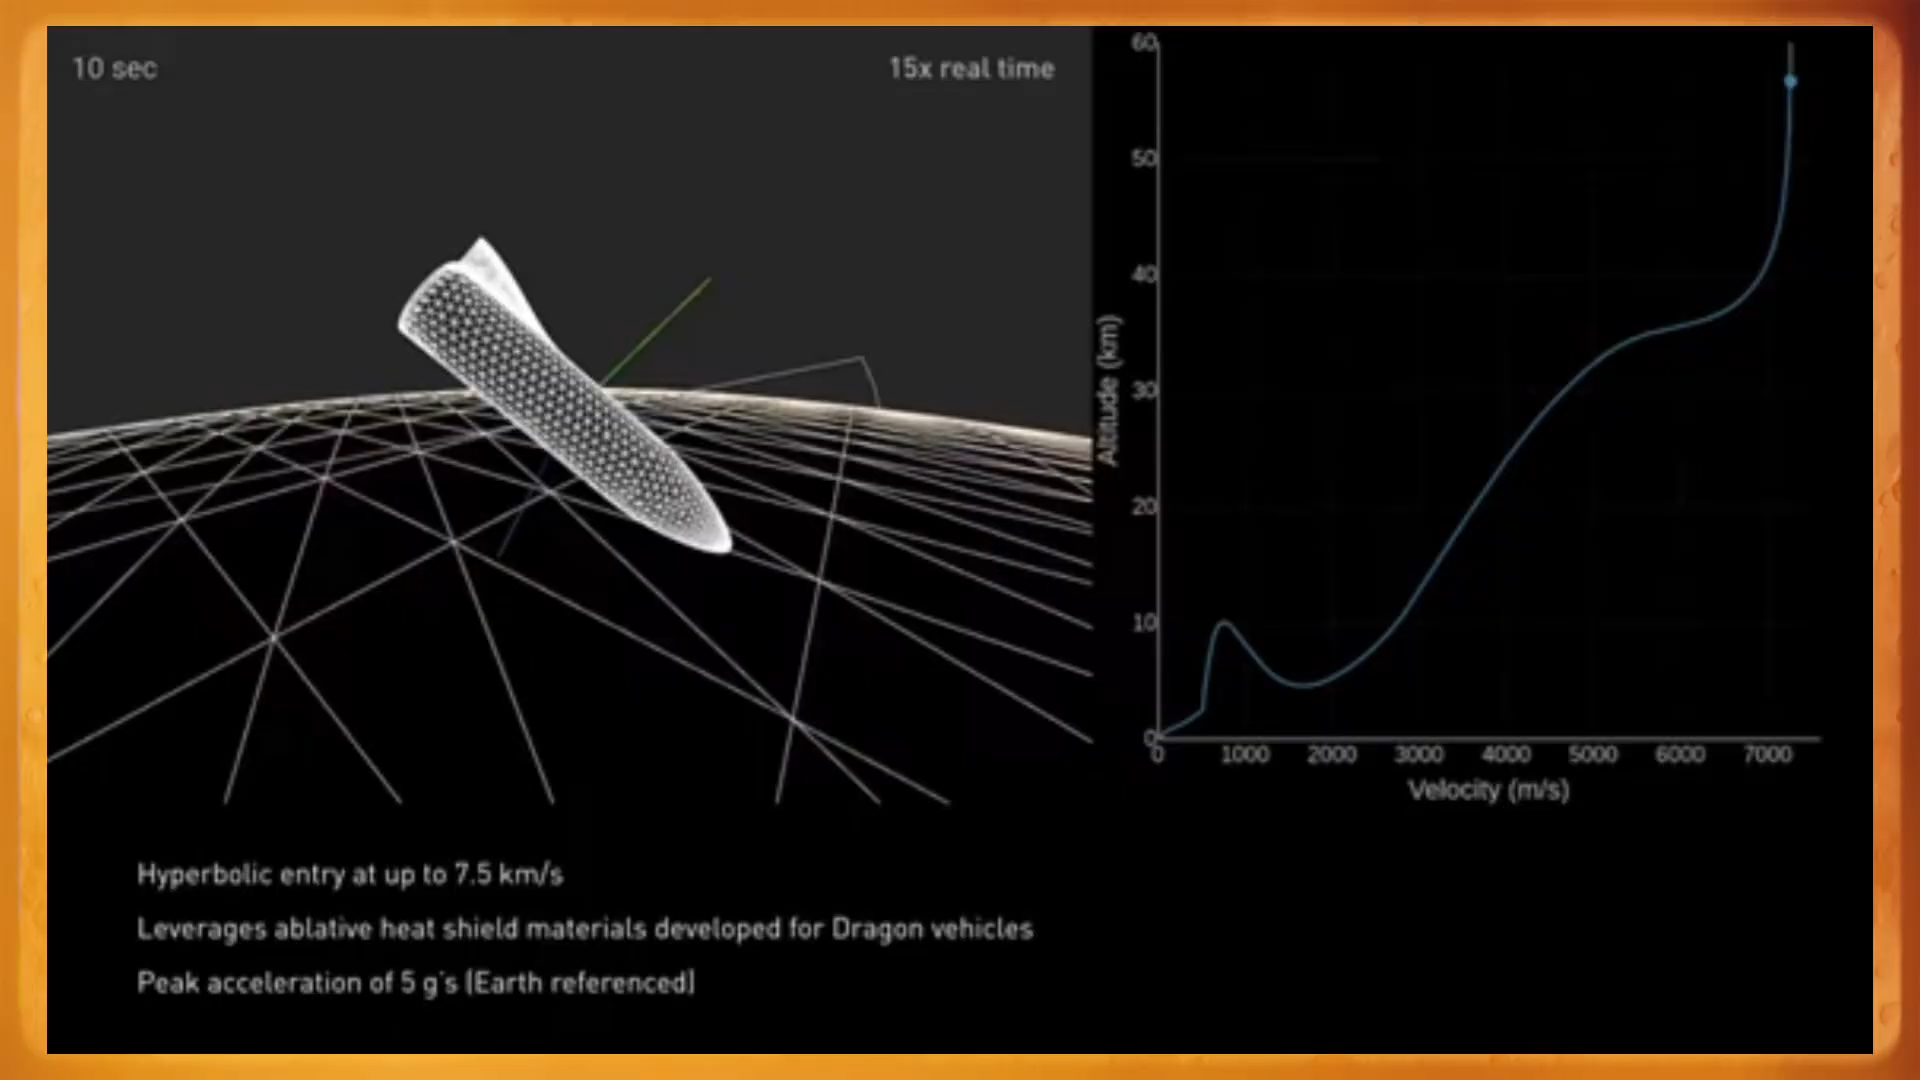 10 sec
15x real time
60
50
40
30
20
10
0
Altitude (km)
0 1000 2000 3000 4000 5000 6000 7000
Velocity (m/s)
Hyperbolic entry at up to 7.5 km/s
Leverages ablative heat shield materials developed for Dragon vehicles
Peak acceleration of 5 g's (Earth referenced)